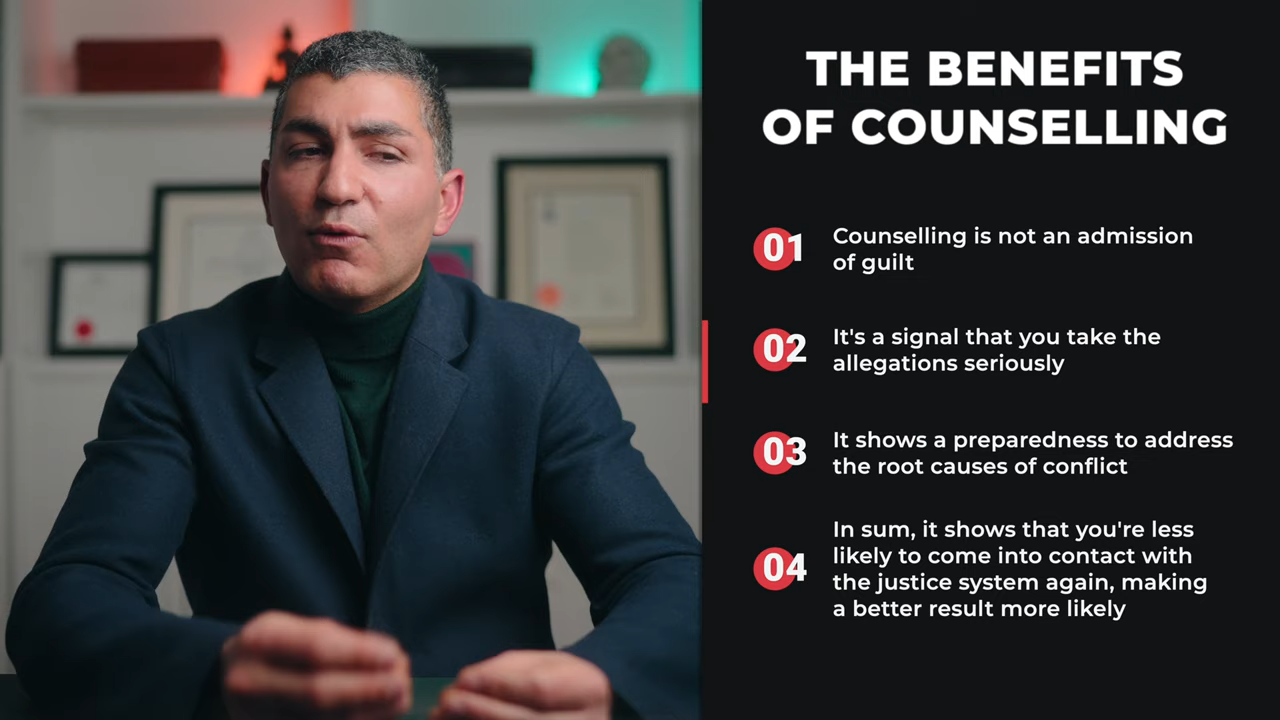 THE BENEFITS
OF COUNSELLING
01
Counselling is not an admission
of guilt
02
It's a signal that you take the
allegations seriously
03
It shows a preparedness to address
the root causes of conflict
04
In sum, it shows that you're less
likely to come into contact with
the justice system again, making
a better result more likely